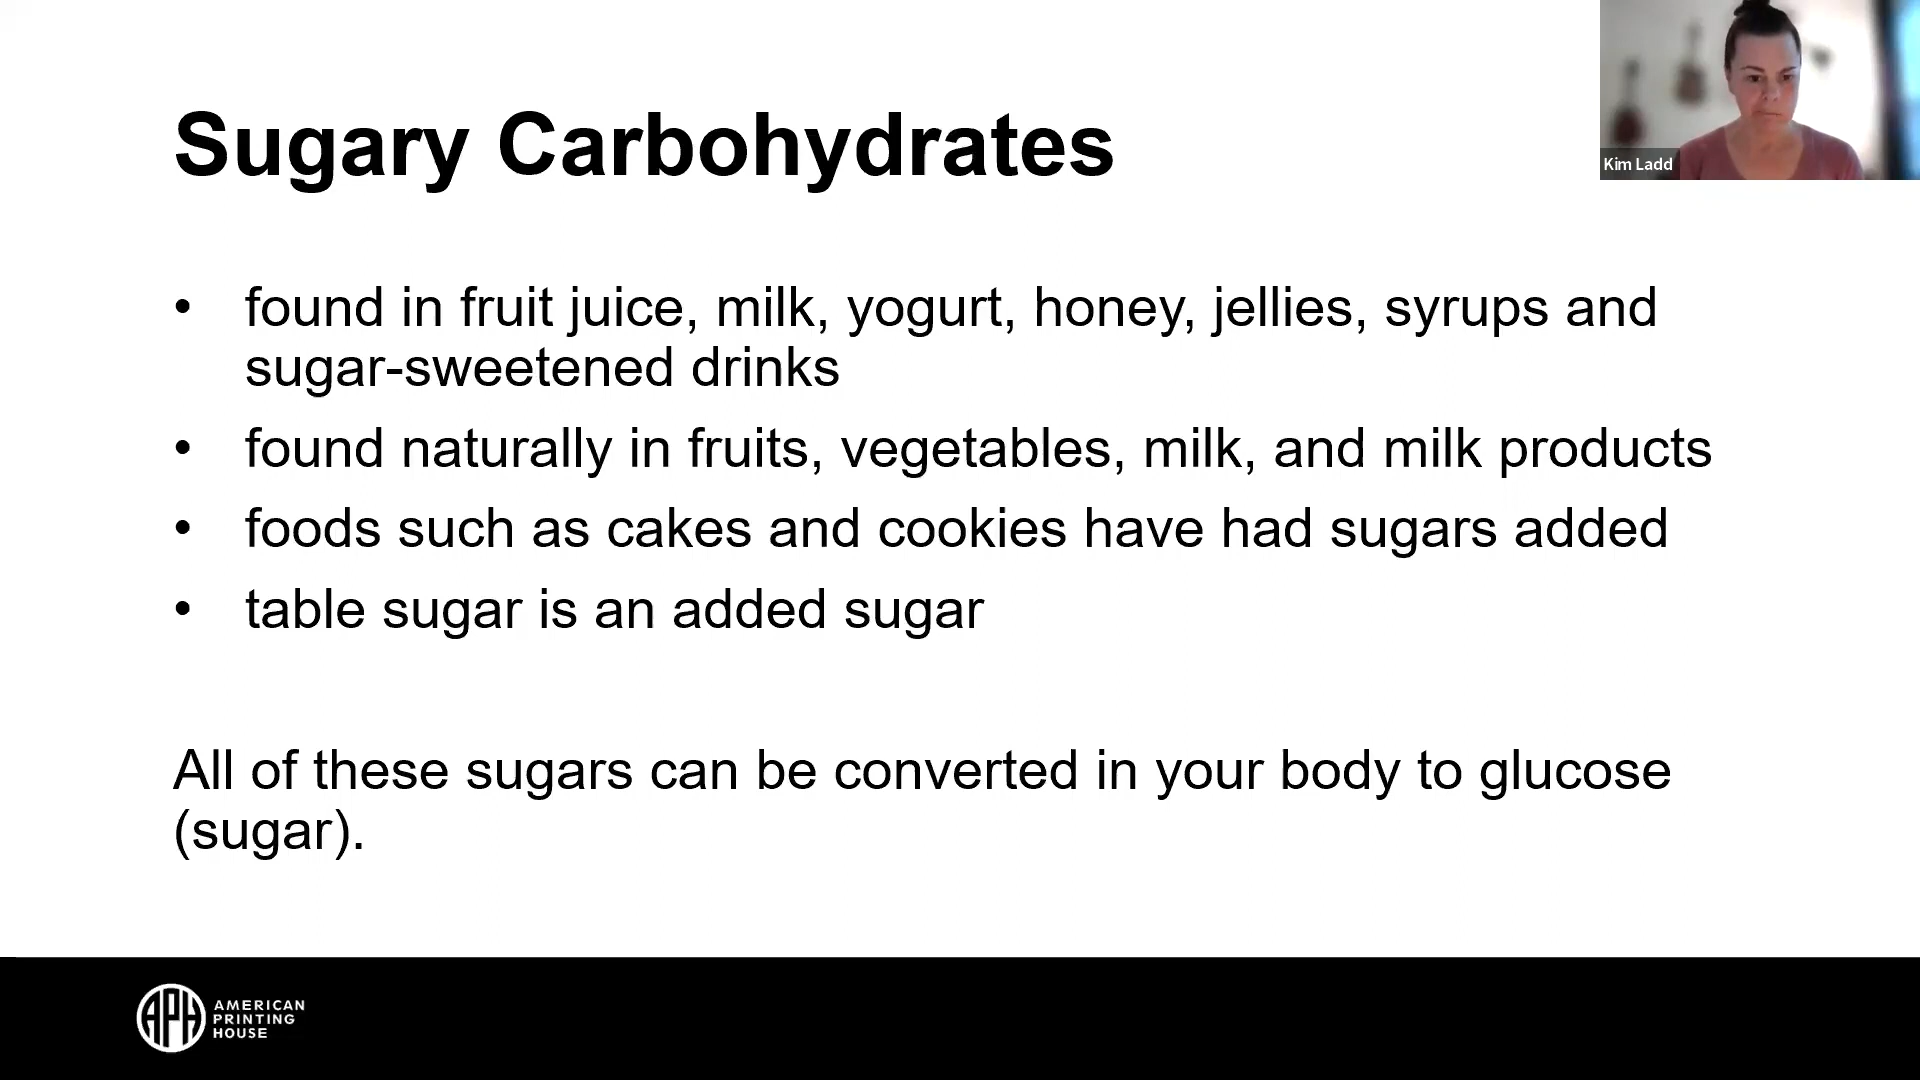 Sugary Carbohydrates
Kim Ladd
• found in fruit juice, milk, yogurt, honey, jellies, syrups and
sugar-sweetened drinks
• found naturally in fruits, vegetables, milk, and milk products
• foods such as cakes and cookies have had sugars added
• table sugar is an added sugar
All of these sugars can be converted in your body to glucose
(sugar).
APH
AMERICAN
PRINTING
HOUSE